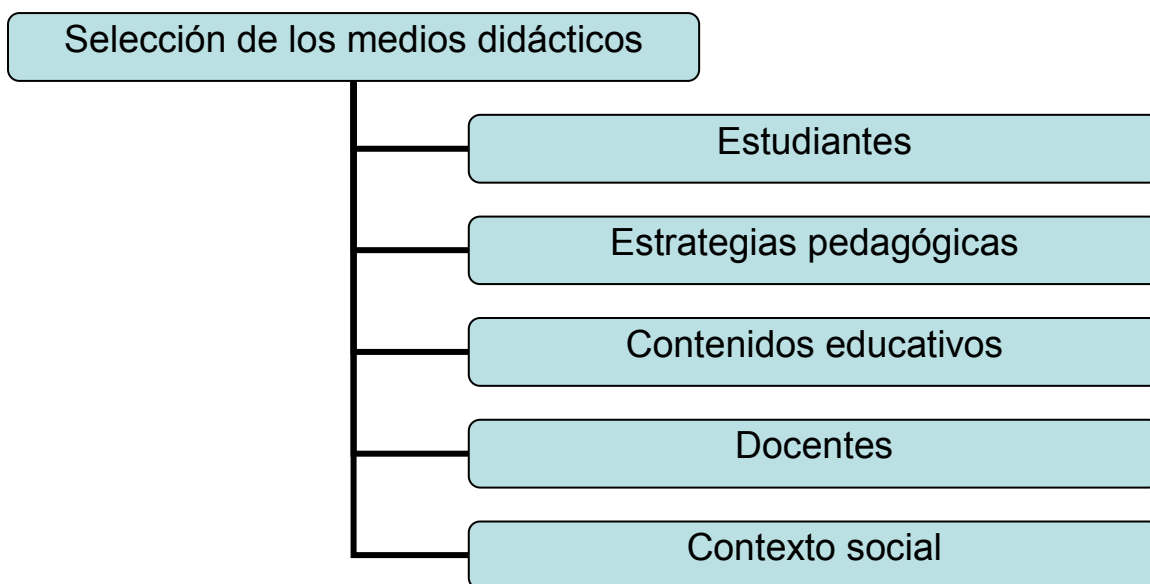 Selección de los medios didácticos
Estudiantes
Estrategias pedagógicas
Contenidos educativos
Docentes
Contexto social